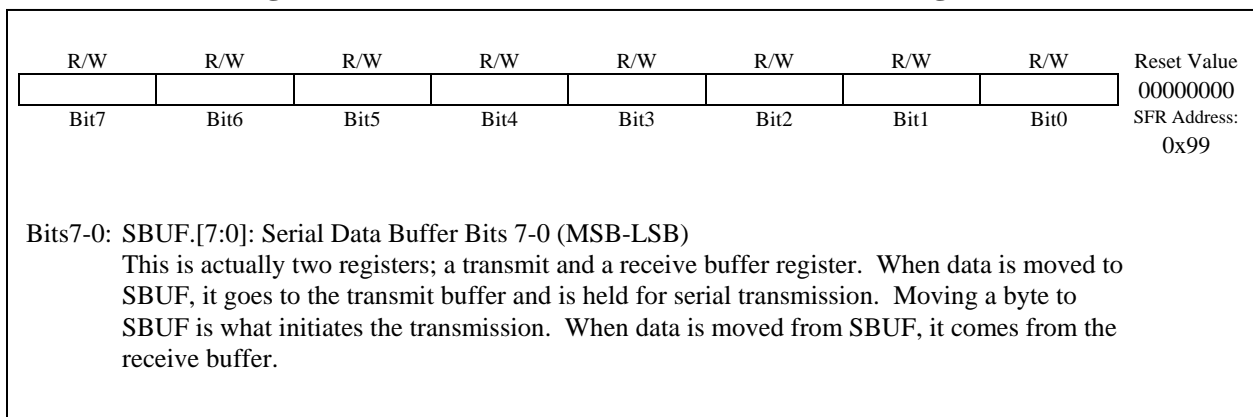 R/W R/W R/W R/W R/W R/W R/W R/W Reset Value
00000000
Bit7 Bit6 Bit5 Bit4 Bit3 Bit2 Bit1 Bit0 SFR Address:
0x99
Bits7-0: SBUF.[7:0]: Serial Data Buffer Bits 7-0 (MSB-LSB)
This is actually two registers; a transmit and a receive buffer register. When data is moved to
SBUF, it goes to the transmit buffer and is held for serial transmission. Moving a byte to
SBUF is what initiates the transmission. When data is moved from SBUF, it comes from the
receive buffer.